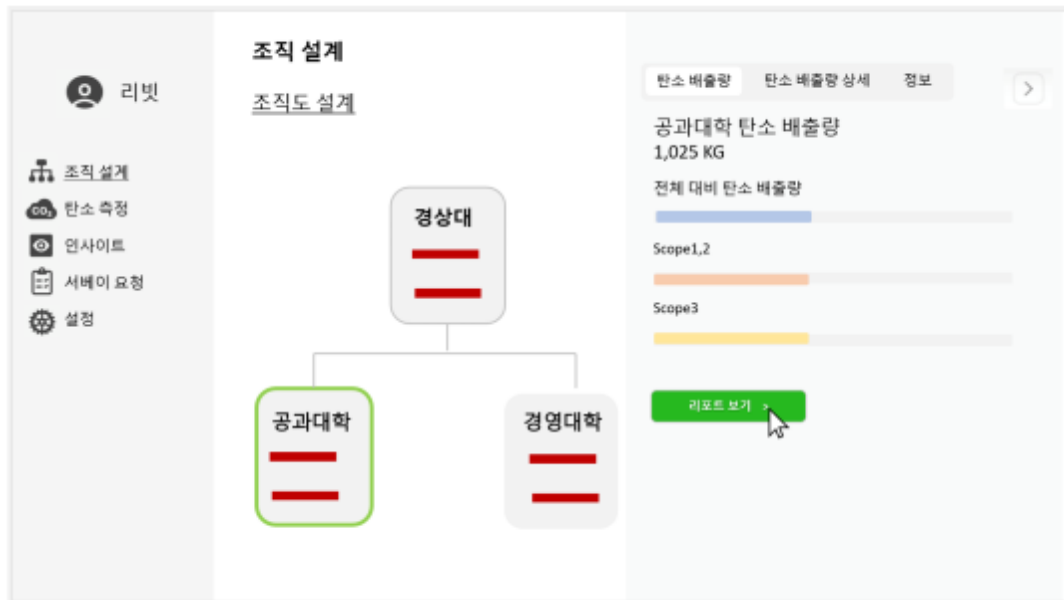 리빗
조직 설계
탄소 측정
인사이트
서베이 요청
설정
조직 설계
조직도 설계
경상대
공과대학
경영대학
탄소 배출량
탄소 배출량 상세
정보
>
공과대학 탄소 배출량
1,025 KG
전체 대비 탄소 배출량
Scope1,2
Scope3
리포트 보기 >